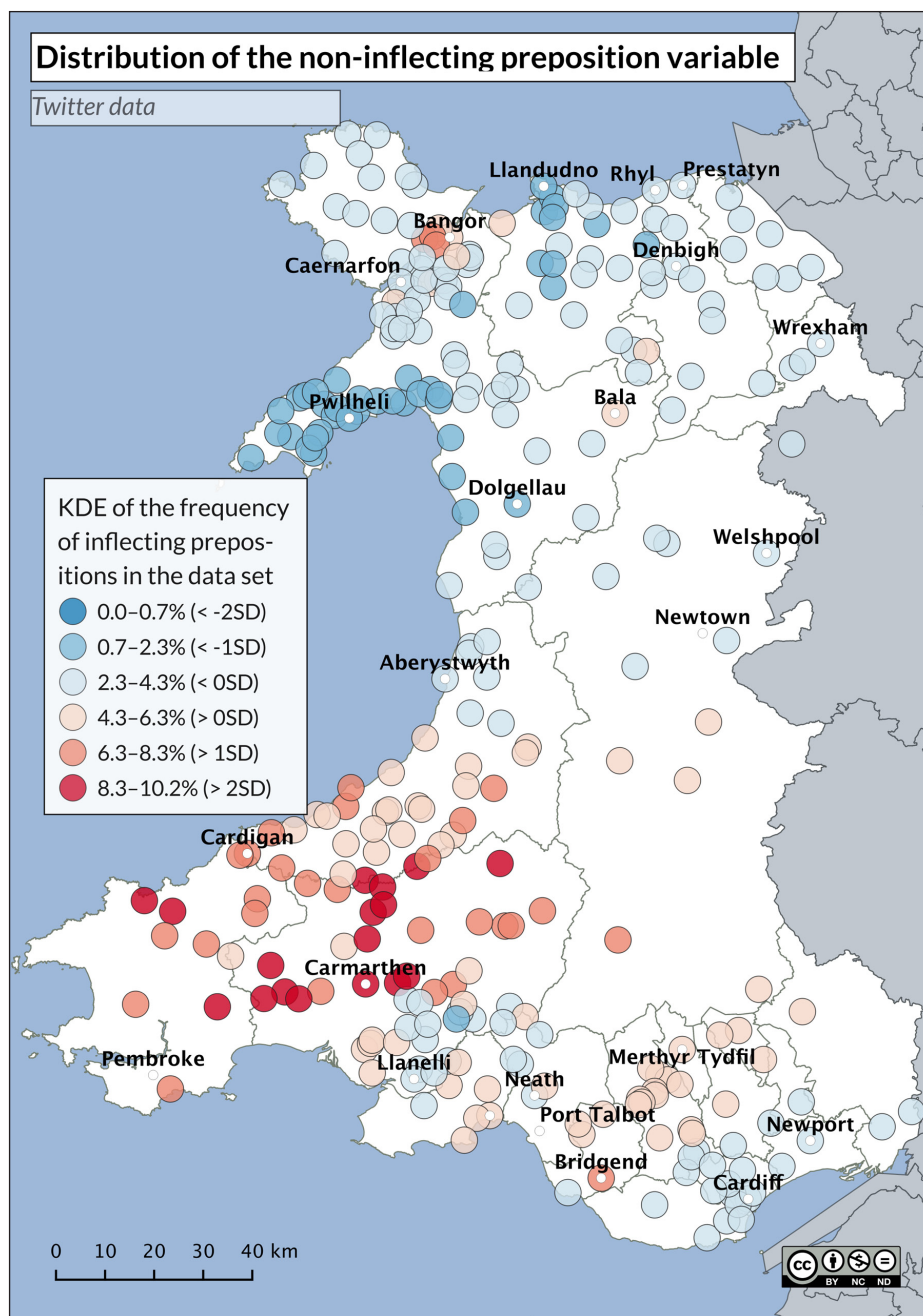 Distribution of the non-inflecting preposition variable
Twitter data
Llandudno
Rhyl
Prestatyn
Bangor
Denbigh
Caernarfon
Wrexham
Pwllheli
Bala
Dolgellau
Welshpool
Newtown
Aberystwyth
KDE of the frequency
of inflecting prepos-
itions in the data set
0.0–0.7% (< -2SD)
0.7–2.3% (< -1SD)
2.3–4.3% (< 0SD)
4.3–6.3% (> 0SD)
6.3–8.3% (> 1SD)
8.3–10.2% (> 2SD)
Cardigan
Carmarthen
Pembroke
Llanelli
Merthyr Tydfil
Neath
Port Talbot
Newport
Bridgend
Cardiff
0 10 20 30 40 km
cc
BY NC ND